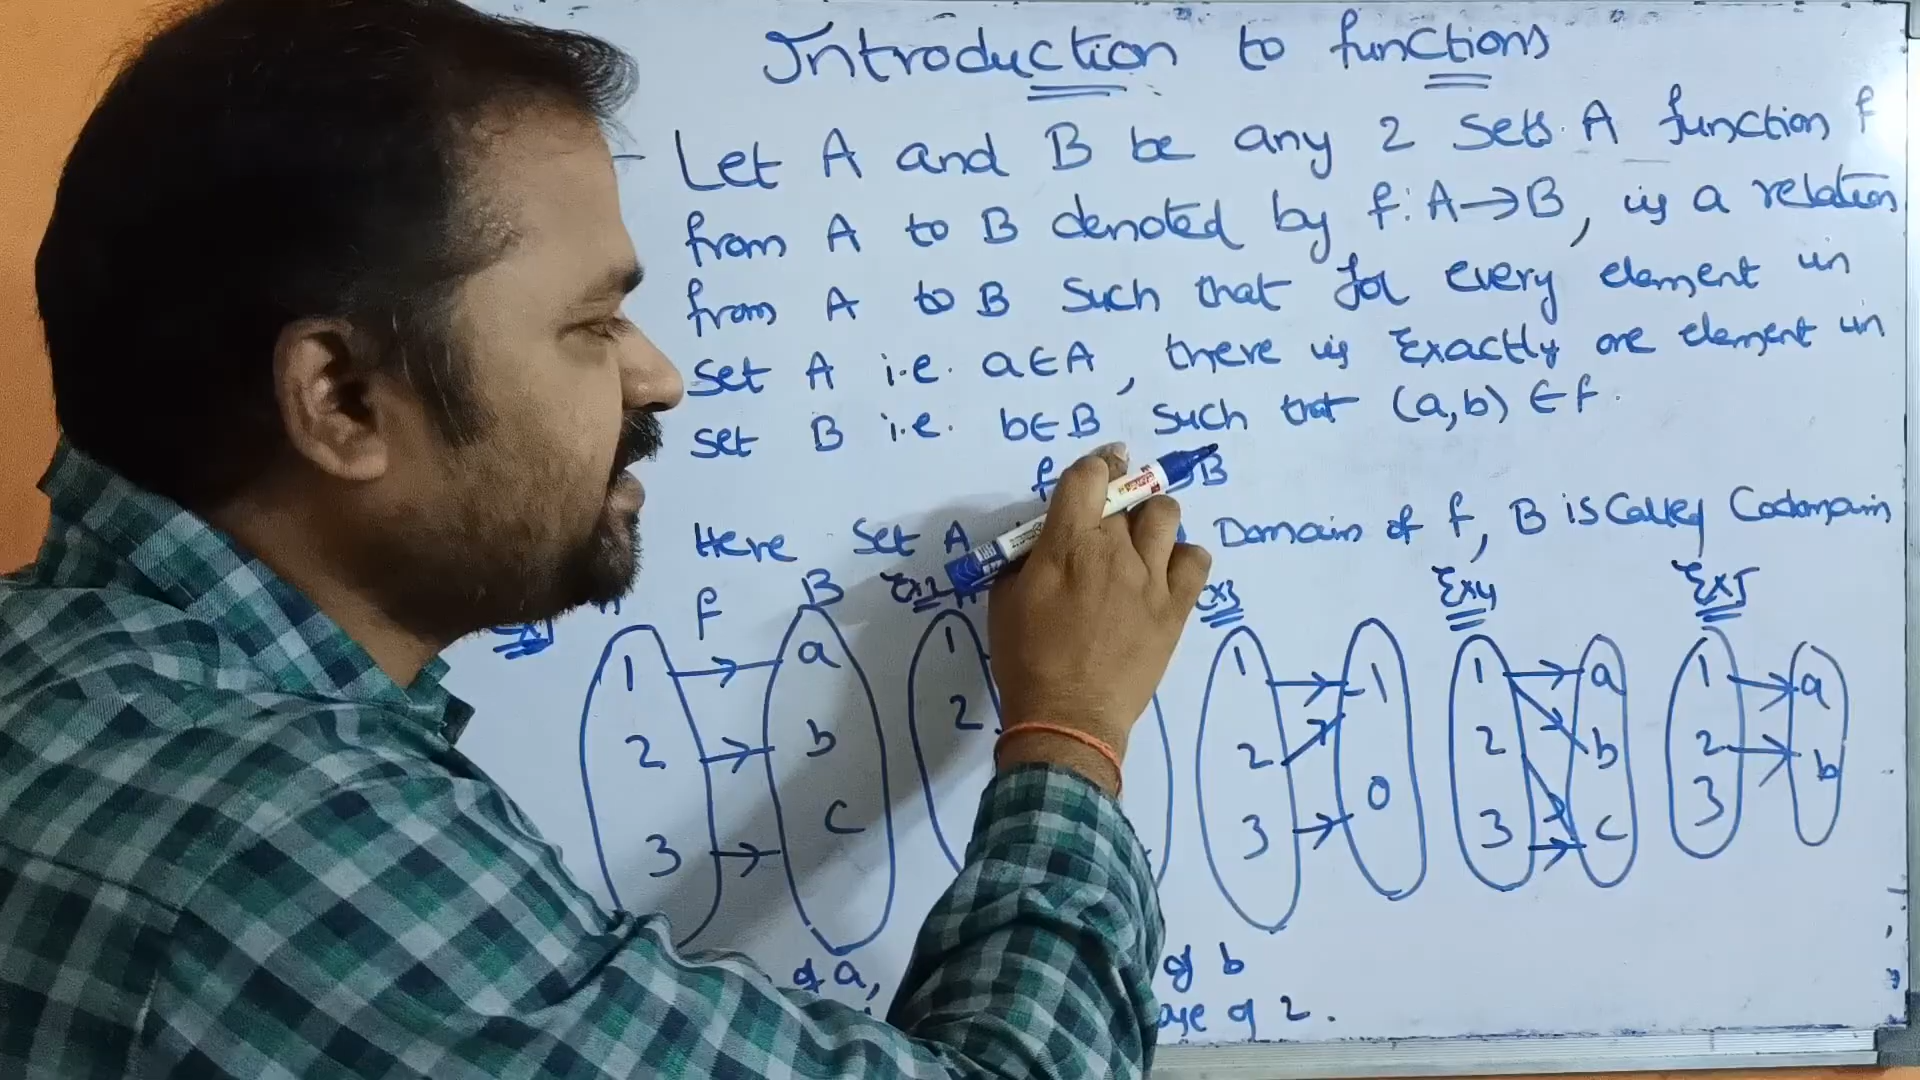 Introduction to functions
Let A and B be any 2 Sets. A function f
from A to B denoted by f: A→B, is a relation
from A to B such that for every element in
set A i.e. a∈A, there is Exactly one element in
set B i.e. b∈B such that (a,b) ∈ f.
f B
Here Set A Domain of f, B is called Codomain
f B Ex4 Ex5
1 a 1 1 1 1 a 1 a
2 b 2 2 2 b 2 b
3 c 3 0 3 c 3
of a, of b
of 2.